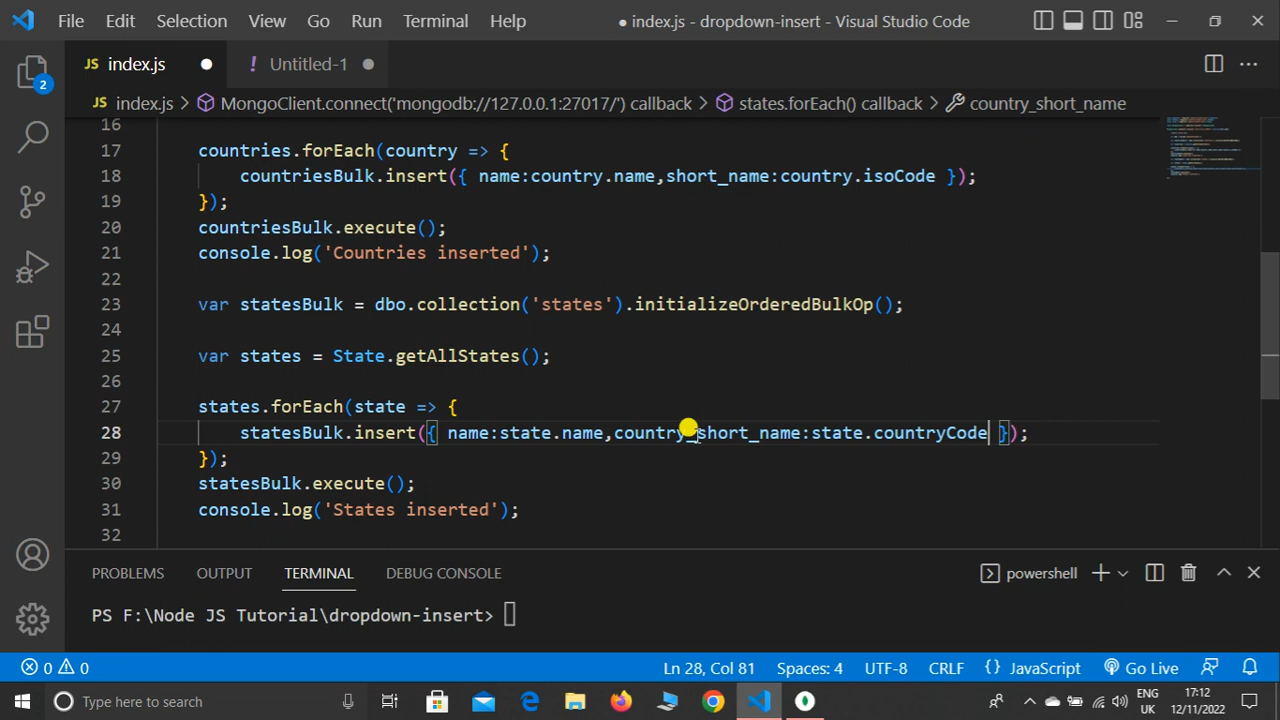 File Edit Selection View Go Run Terminal Help ● index.js - dropdown-insert - Visual Studio Code
2
JS index.js ! Untitled-1
JS index.js > MongoClient.connect('mongodb://127.0.0.1:27017/') callback > states.forEach() callback > country_short_name
16
17 countries.forEach(country => {
18 countriesBulk.insert({ name:country.name,short_name:country.isoCode });
19 });
20 countriesBulk.execute();
21 console.log('Countries inserted');
22
23 var statesBulk = dbo.collection('states').initializeOrderedBulkOp();
24
25 var states = State.getAllStates();
26
27 states.forEach(state => {
28 statesBulk.insert({ name:state.name,country_short_name:state.countryCode });
29 });
30 statesBulk.execute();
31 console.log('States inserted');
32
PROBLEMS OUTPUT TERMINAL DEBUG CONSOLE powershell
PS F:\Node JS Tutorial\dropdown-insert>
0 0 Ln 28, Col 81 Spaces: 4 UTF-8 CRLF {} JavaScript Go Live
Type here to search ENG UK 17:12 12/11/2022